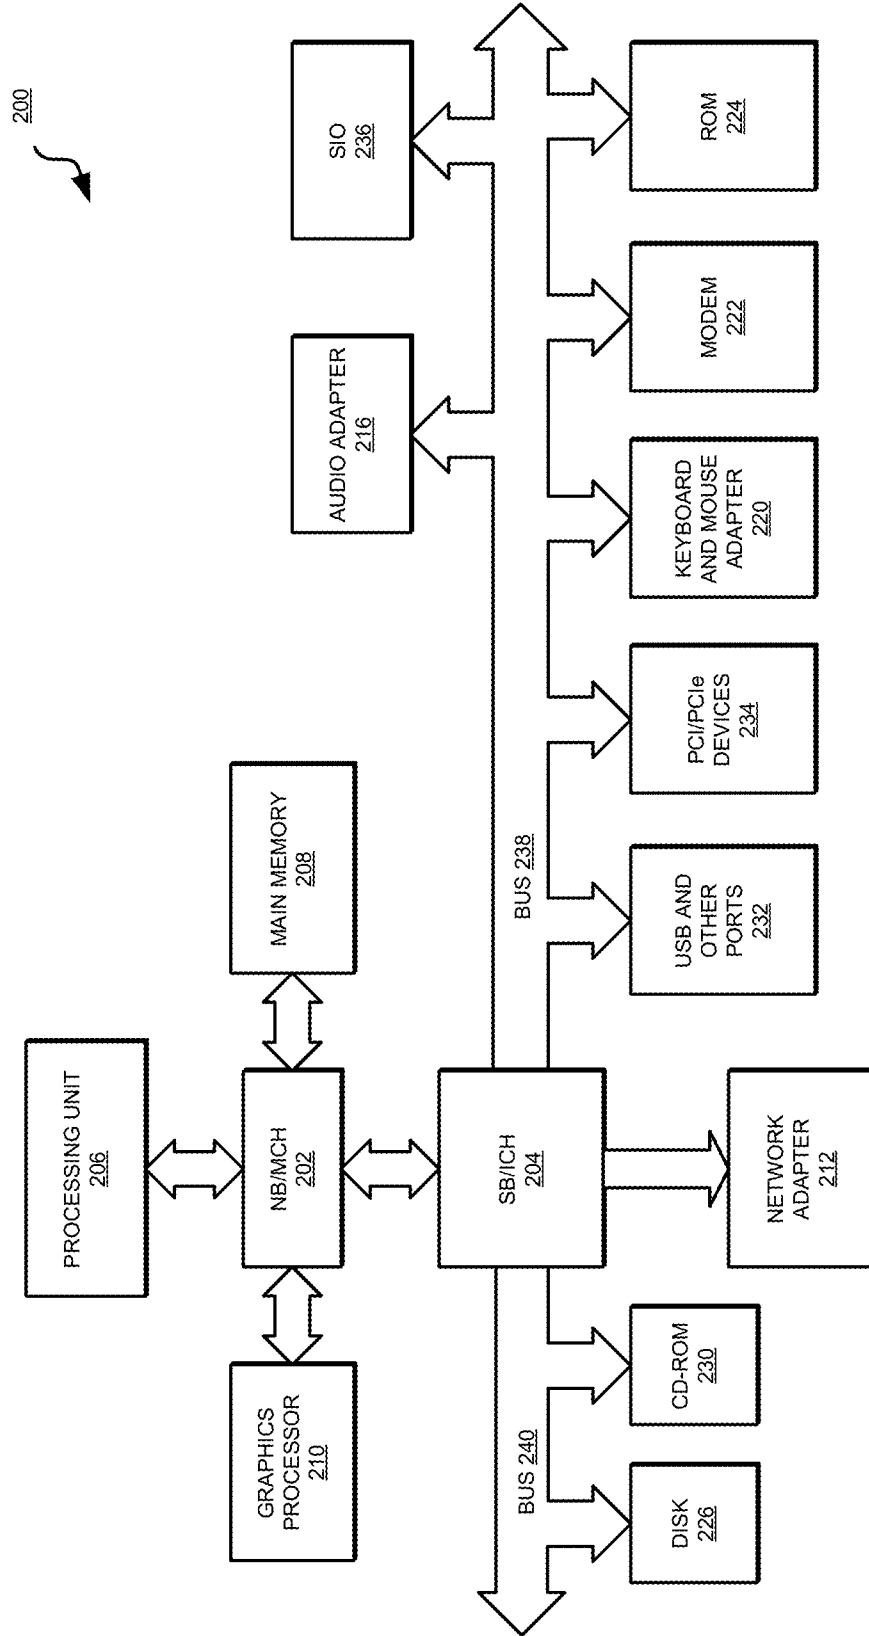 200
PROCESSING UNIT
206
GRAPHICS
PROCESSOR
210
NB/MCH
202
MAIN MEMORY
208
AUDIO ADAPTER
216
SIO
236
SB/ICH
204
BUS 240
BUS 238
DISK
226
CD-ROM
230
NETWORK
ADAPTER
212
USB AND
OTHER
PORTS
232
PCI/PCIe
DEVICES
234
KEYBOARD
AND MOUSE
ADAPTER
220
MODEM
222
ROM
224